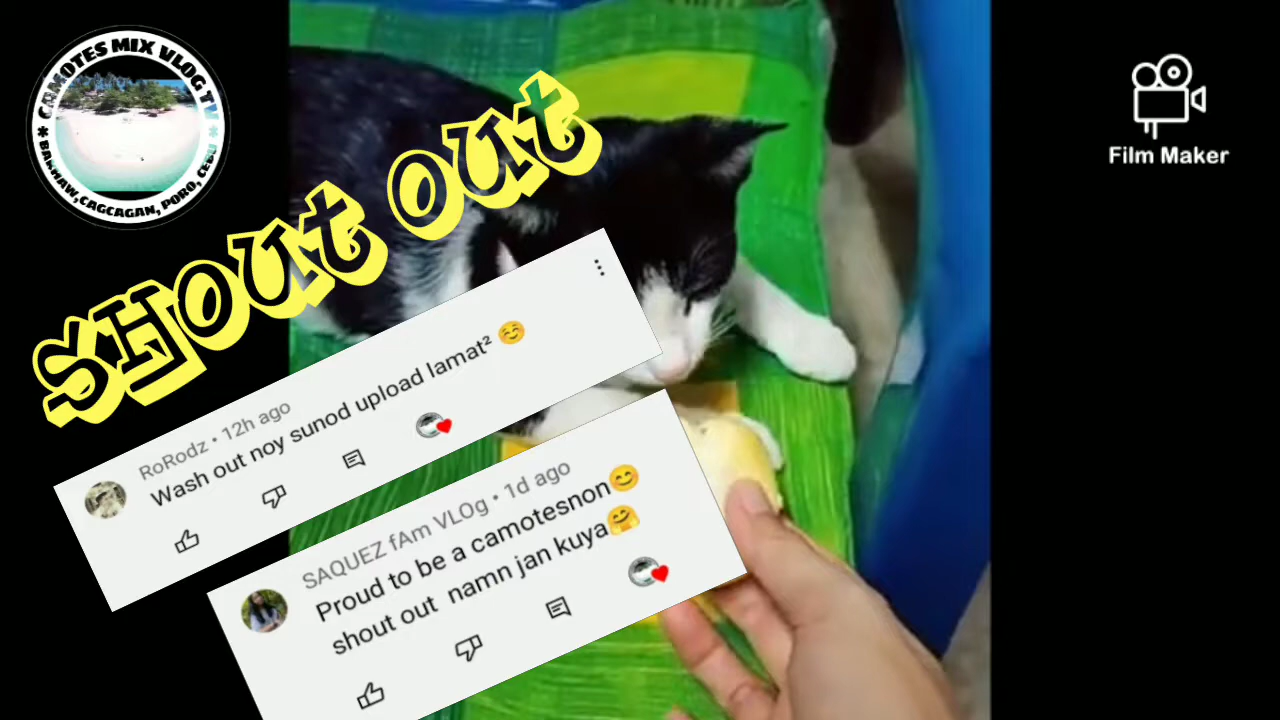 CAMOTES MIX VLOG TV
* BAKHAW, CAGCAGAN, PORO, CEBU *
Film Maker
SHOUT OUT
RoRodz • 12h ago
Wash out noy sunod upload lamat² 😊
SAQUEZ fAm VLOg • 1d ago
Proud to be a camotesnon😊
shout out namn jan kuya🤗